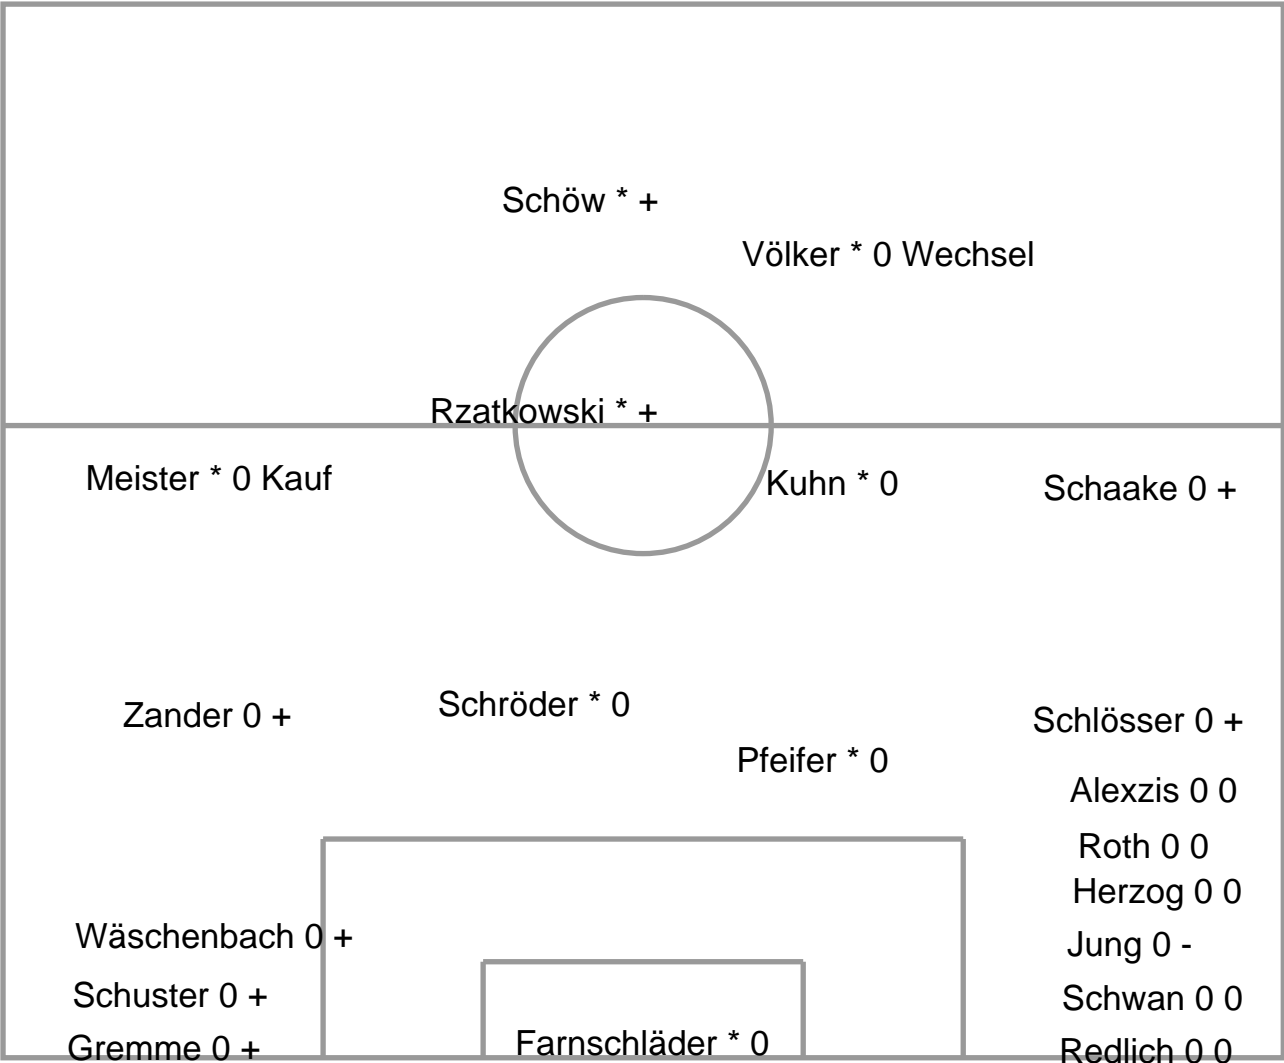 Schöw * +
Völker * 0 Wechsel
Rzatkowski * +
Meister * 0 Kauf
Kuhn * 0
Schaake 0 +
Zander 0 +
Schröder * 0
Schlösser 0 +
Pfeifer * 0
Alexzis 0 0
Roth 0 0
Herzog 0 0
Wäschenbach 0 +
Jung 0 -
Schuster 0 +
Schwan 0 0
Gremme 0 +
Farnschläder * 0
Redlich 0 0